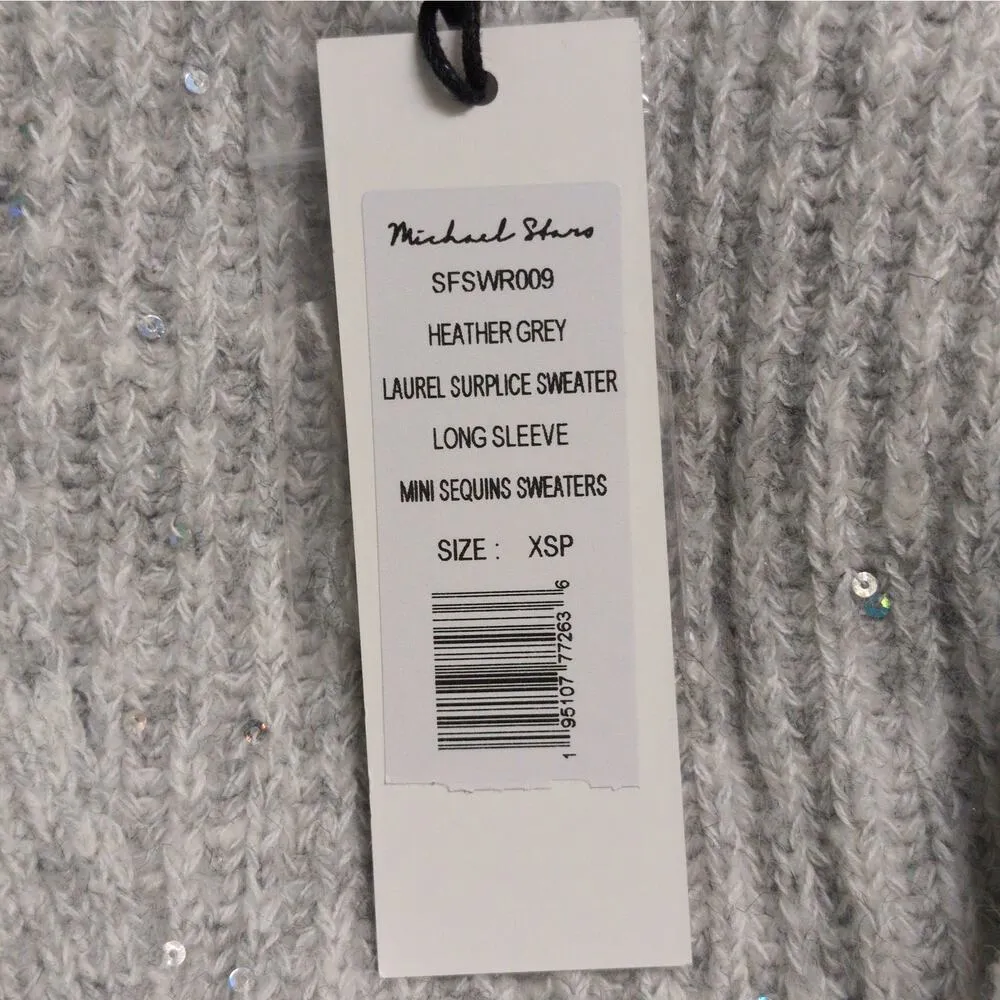 Michael Stars
SFSWR009
HEATHER GREY
LAUREL SURPLICE SWEATER
LONG SLEEVE
MINI SEQUINS SWEATERS
SIZE : XSP
1 95107 77263 6